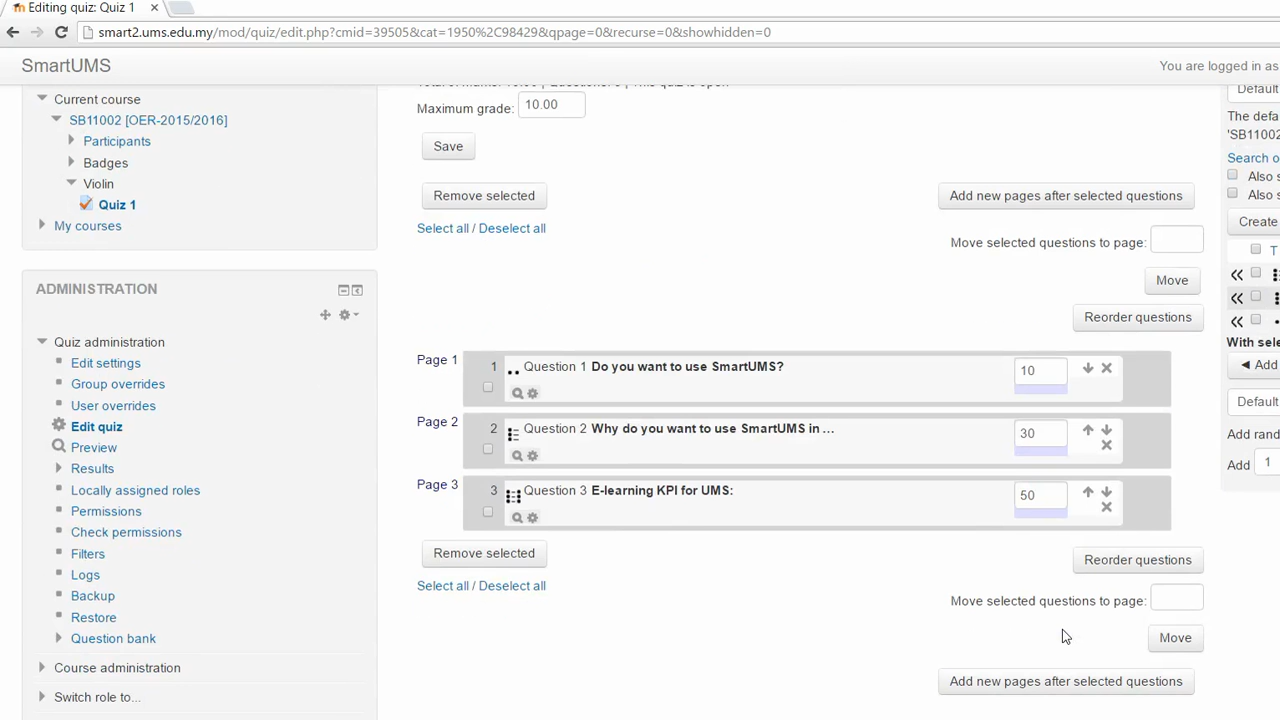 Editing quiz: Quiz 1
smart2.ums.edu.my/mod/quiz/edit.php?cmid=39505&cat=1950%2C98429&qpage=0&recurse=0&showhidden=0
SmartUMS
You are logged in as
Current course
SB11002 [OER-2015/2016]
Participants
Badges
Violin
Quiz 1
My courses
ADMINISTRATION
Quiz administration
Edit settings
Group overrides
User overrides
Edit quiz
Preview
Results
Locally assigned roles
Permissions
Check permissions
Filters
Logs
Backup
Restore
Question bank
Course administration
Switch role to...
Maximum grade: 10.00
Save
Remove selected
Add new pages after selected questions
Select all / Deselect all
Move selected questions to page:
Move
Reorder questions
Page 1
1 Question 1 Do you want to use SmartUMS? 10
Page 2
2 Question 2 Why do you want to use SmartUMS in ... 30
Page 3
3 Question 3 E-learning KPI for UMS: 50
Remove selected
Reorder questions
Select all / Deselect all
Move selected questions to page:
Move
Add new pages after selected questions
Default
The defa
'SB11002
Search o
Also s
Also s
Create
T
With sele
Add
Default
Add rand
Add 1